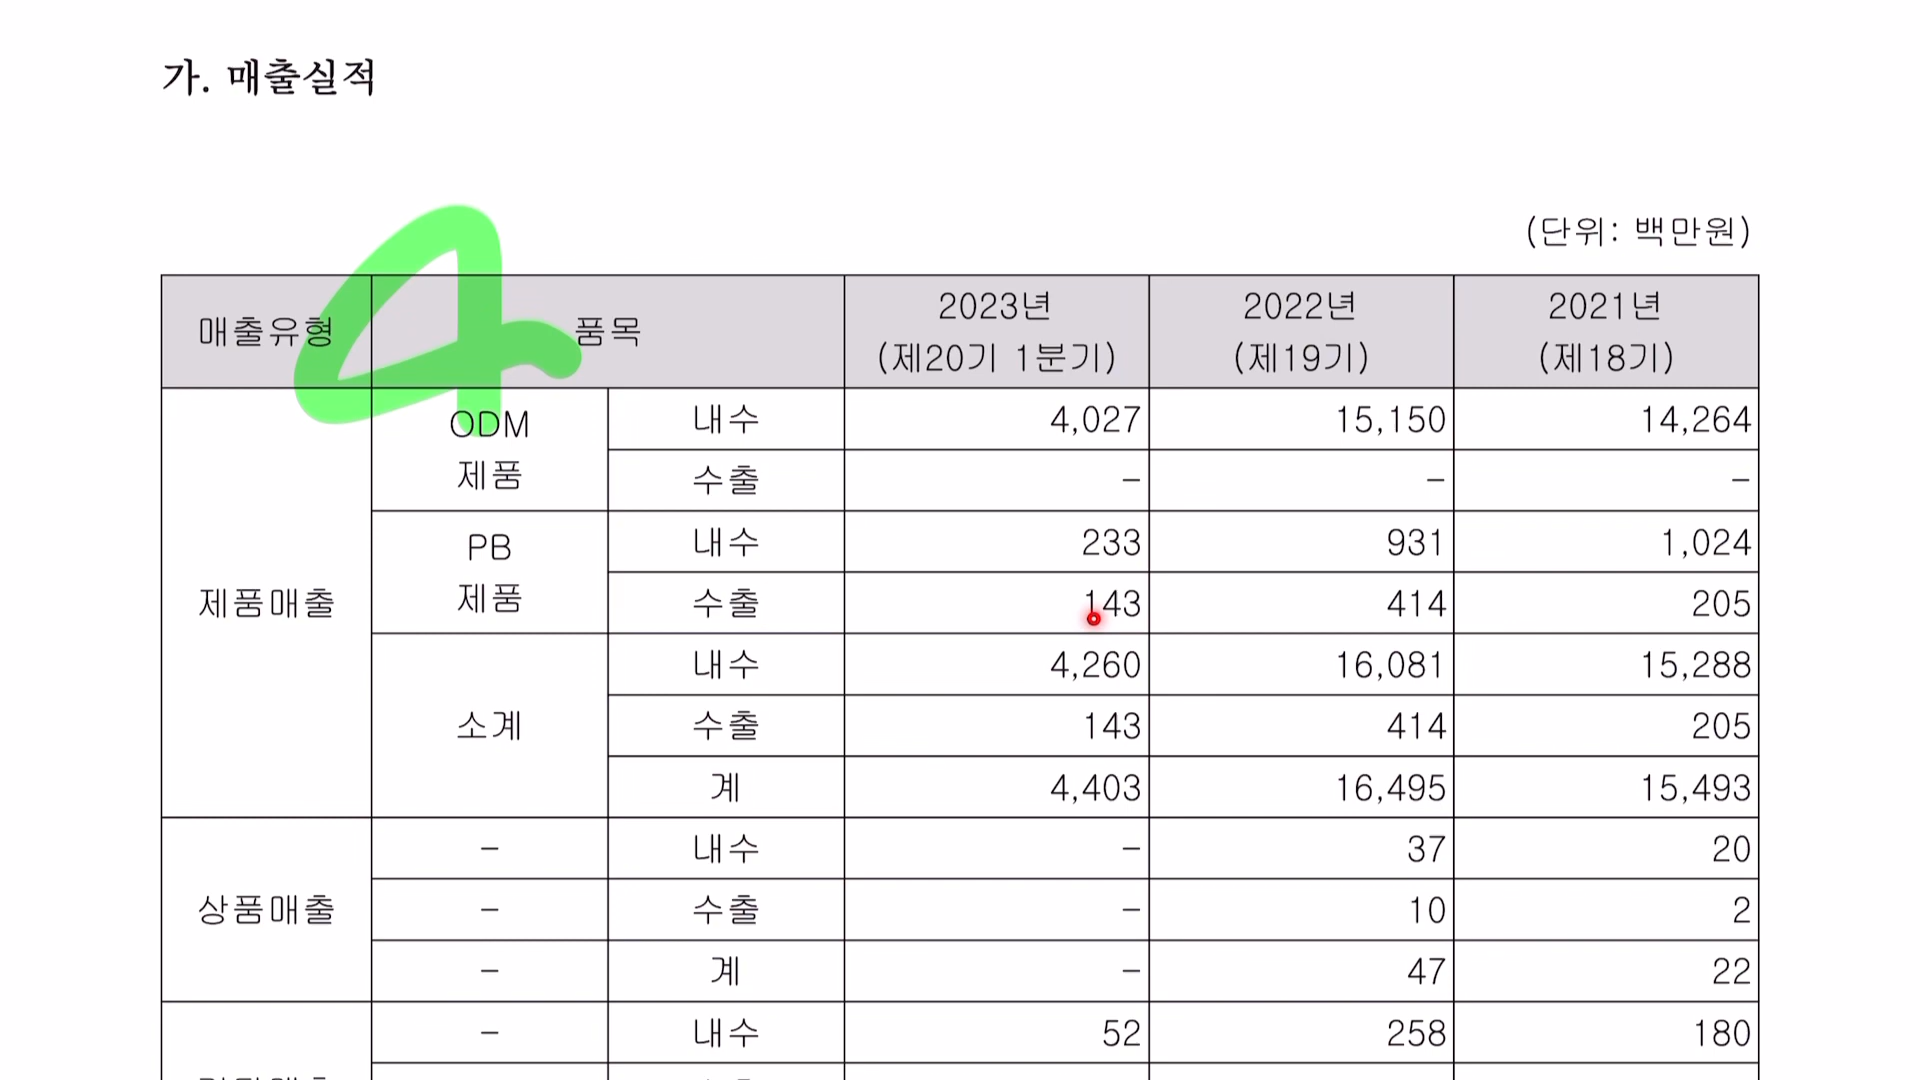 가. 매출실적
(단위: 백만원)
매출유형 품목 2023년 (제20기 1분기) 2022년 (제19기) 2021년 (제18기)
제품매출 ODM 제품 내수 4,027 15,150 14,264
수출 – – –
PB 제품 내수 233 931 1,024
수출 143 414 205
소계 내수 4,260 16,081 15,288
수출 143 414 205
계 4,403 16,495 15,493
상품매출 – 내수 – 37 20
– 수출 – 10 2
– 계 – 47 22
– 내수 52 258 180
4